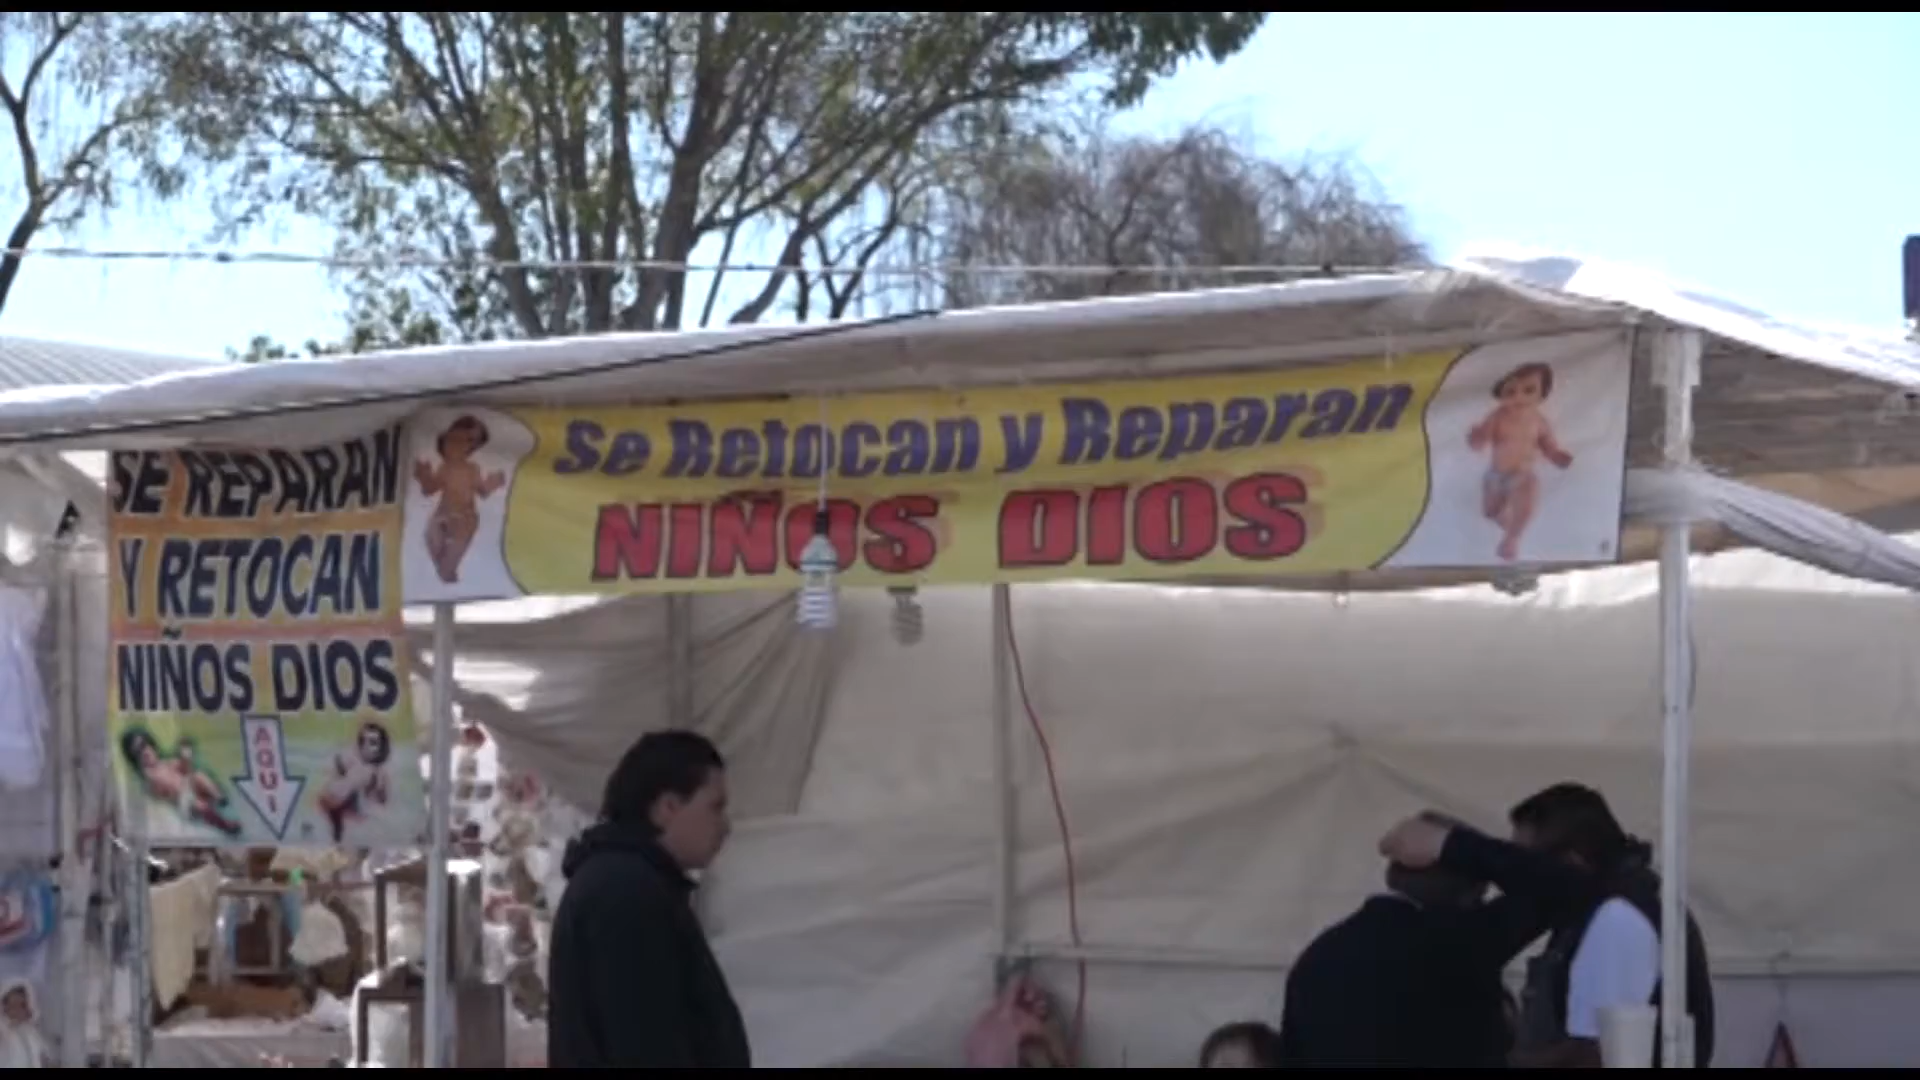 SE REPARAN
Y RETOCAN
NIÑOS DIOS
AQUI
Se Retocan y Reparan
NIÑOS DIOS